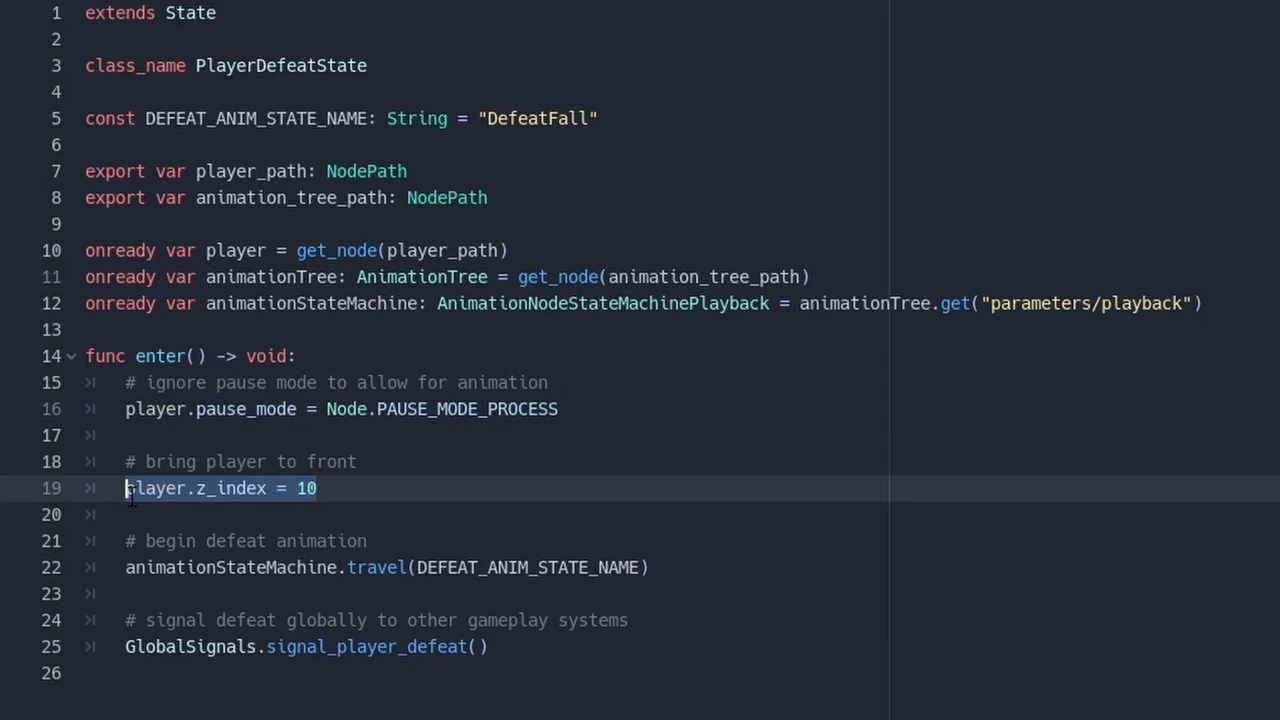 1 extends State
2
3 class_name PlayerDefeatState
4
5 const DEFEAT_ANIM_STATE_NAME: String = "DefeatFall"
6
7 export var player_path: NodePath
8 export var animation_tree_path: NodePath
9
10 onready var player = get_node(player_path)
11 onready var animationTree: AnimationTree = get_node(animation_tree_path)
12 onready var animationStateMachine: AnimationNodeStateMachinePlayback = animationTree.get("parameters/playback")
13
14 func enter() -> void:
15 # ignore pause mode to allow for animation
16 player.pause_mode = Node.PAUSE_MODE_PROCESS
17
18 # bring player to front
19 player.z_index = 10
20
21 # begin defeat animation
22 animationStateMachine.travel(DEFEAT_ANIM_STATE_NAME)
23
24 # signal defeat globally to other gameplay systems
25 GlobalSignals.signal_player_defeat()
26